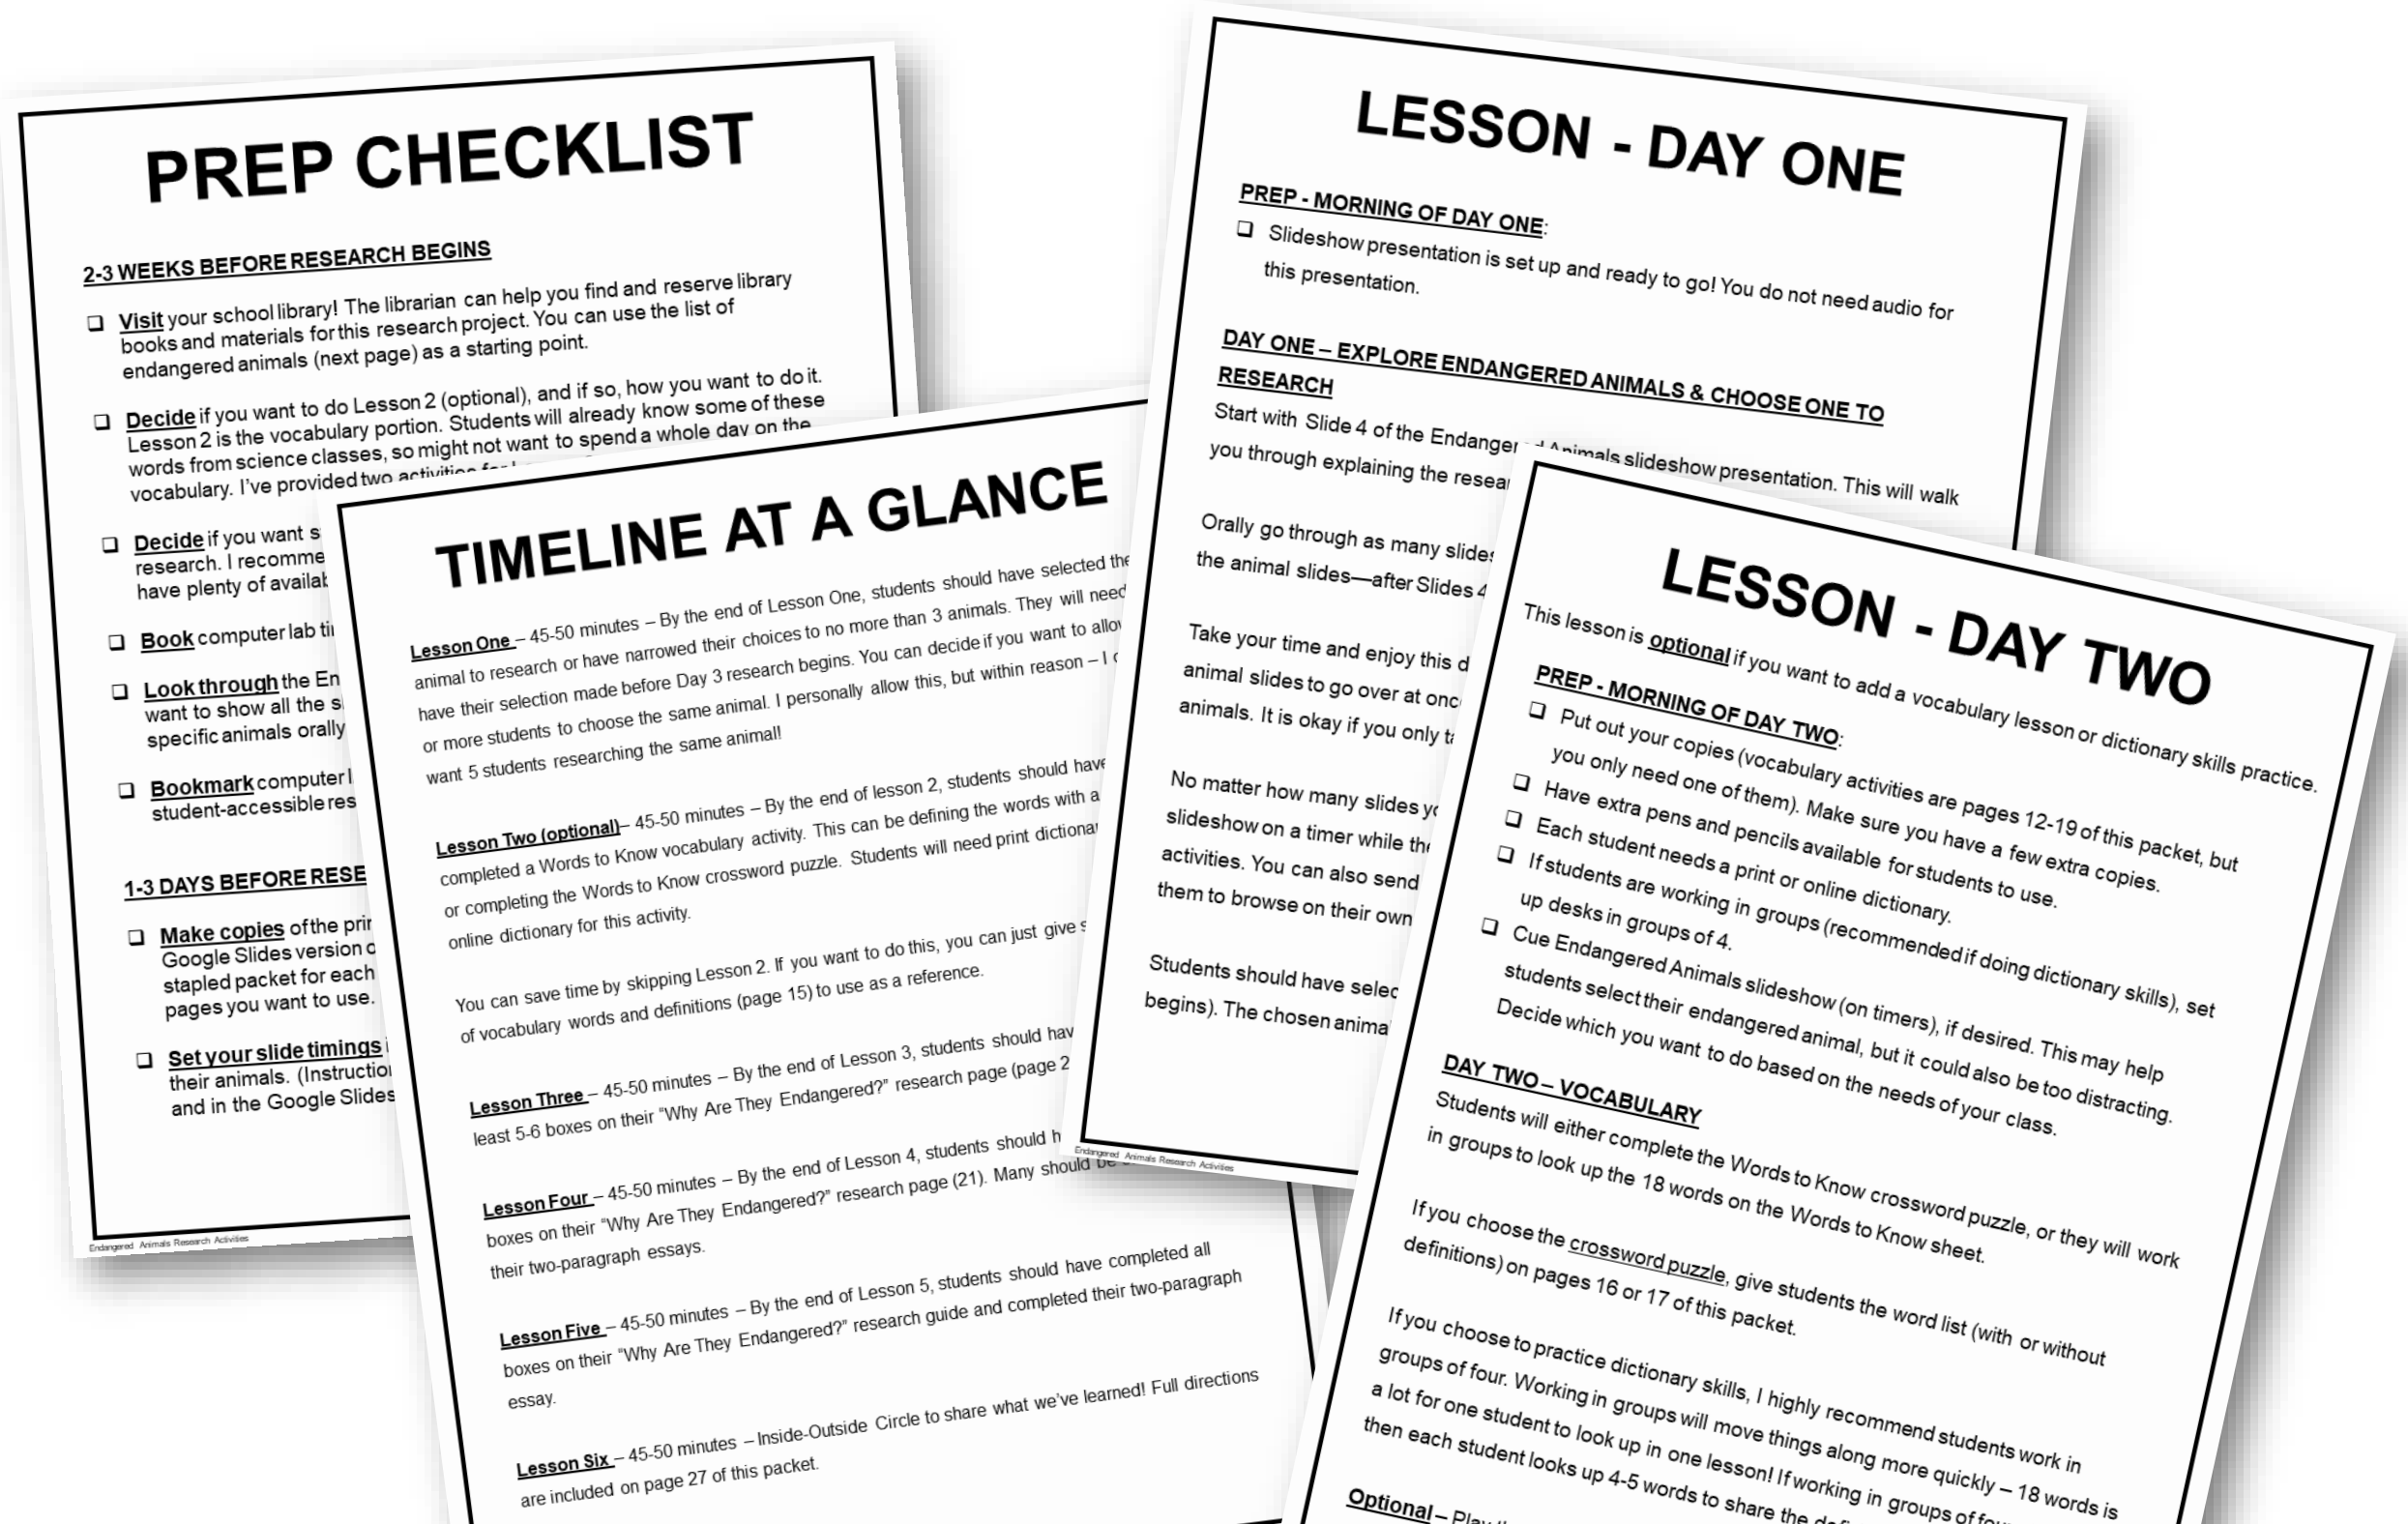 PREP CHECKLIST
2-3 WEEKS BEFORE RESEARCH BEGINS
❑ Visit your school library! The librarian can help you find and reserve library
books and materials for this research project. You can use the list of
endangered animals (next page) as a starting point.
❑ Decide if you want to do Lesson 2 (optional), and if so, how you want to do it.
Lesson 2 is the vocabulary portion. Students will already know some of these
words from science classes, so might not want to spend a whole day on the
vocabulary. I've provided two activities
❑ Decide if you want
research. I
have plenty of
❑ Book computer lab
❑ Look through the
want to show all the
specific animals orally
❑ Bookmark computer
student-accessible
1-3 DAYS BEFORE
❑ Make copies of the
Google Slides version
stapled packet for each
pages you want to use.
❑ Set your slide timings
their animals.
and in the Google Slides
Endangered Animals Research Activities
TIMELINE AT A GLANCE
Lesson One – 45-50 minutes – By the end of Lesson One, students should have selected the
animal to research or have narrowed their choices to no more than 3 animals. They will need
have their selection made before Day 3 research begins. You can decide if you want to
or more students to choose the same animal. I personally allow this, but within reason – I
want 5 students researching the same animal!
Lesson Two (optional)– 45-50 minutes – By the end of lesson 2, students should have
completed a Words to Know vocabulary activity. This can be defining the words with a
or completing the Words to Know crossword puzzle. Students will need print
online dictionary for this activity.
You can save time by skipping Lesson 2. If you want to do this, you can just give
of vocabulary words and definitions (page 15) to use as a reference.
Lesson Three – 45-50 minutes – By the end of Lesson 3, students should
least 5-6 boxes on their “Why Are They Endangered?” research page (page
Lesson Four – 45-50 minutes – By the end of Lesson 4, students should
boxes on their “Why Are They Endangered?” research page (21). Many should
their two-paragraph essays.
Lesson Five – 45-50 minutes – By the end of Lesson 5, students should have completed all
boxes on their “Why Are They Endangered?” research guide and completed their two-paragraph
essay.
Lesson Six – 45-50 minutes – Inside-Outside Circle to share what we’ve learned! Full directions
are included on page 27 of this packet.
LESSON - DAY ONE
PREP - MORNING OF DAY ONE:
❑ Slideshow presentation is set up and ready to go! You do not need audio for
this presentation.
DAY ONE – EXPLORE ENDANGERED ANIMALS & CHOOSE ONE TO
RESEARCH
Start with Slide 4 of the Endangered Animals slideshow presentation. This will walk
you through explaining the
Orally go through as many slides
the animal slides—after Slides
Take your time and enjoy this
animal slides to go over at once
animals. It is okay if you only
No matter how many slides
slideshow on a timer while
activities. You can also send
them to browse on their own
Students should have
begins). The chosen
Endangered Animals Research Activities
LESSON - DAY TWO
This lesson is optional if you want to add a vocabulary lesson or dictionary skills practice.
PREP - MORNING OF DAY TWO:
❑ Put out your copies (vocabulary activities are pages 12-19 of this packet, but
you only need one of them). Make sure you have a few extra copies.
❑ Have extra pens and pencils available for students to use.
❑ Each student needs a print or online dictionary.
❑ If students are working in groups (recommended if doing dictionary skills), set
up desks in groups of 4.
❑ Cue Endangered Animals slideshow (on timers), if desired. This may help
students select their endangered animal, but it could also be too distracting.
Decide which you want to do based on the needs of your class.
DAY TWO – VOCABULARY
Students will either complete the Words to Know crossword puzzle, or they will work
in groups to look up the 18 words on the Words to Know sheet.
If you choose the crossword puzzle, give students the word list (with or without
definitions) on pages 16 or 17 of this packet.
If you choose to practice dictionary skills, I highly recommend students work in
groups of four. Working in groups will move things along more quickly – 18 words is
a lot for one student to look up in one lesson! If working in groups of
then each student looks up 4-5 words to share the
Optional –